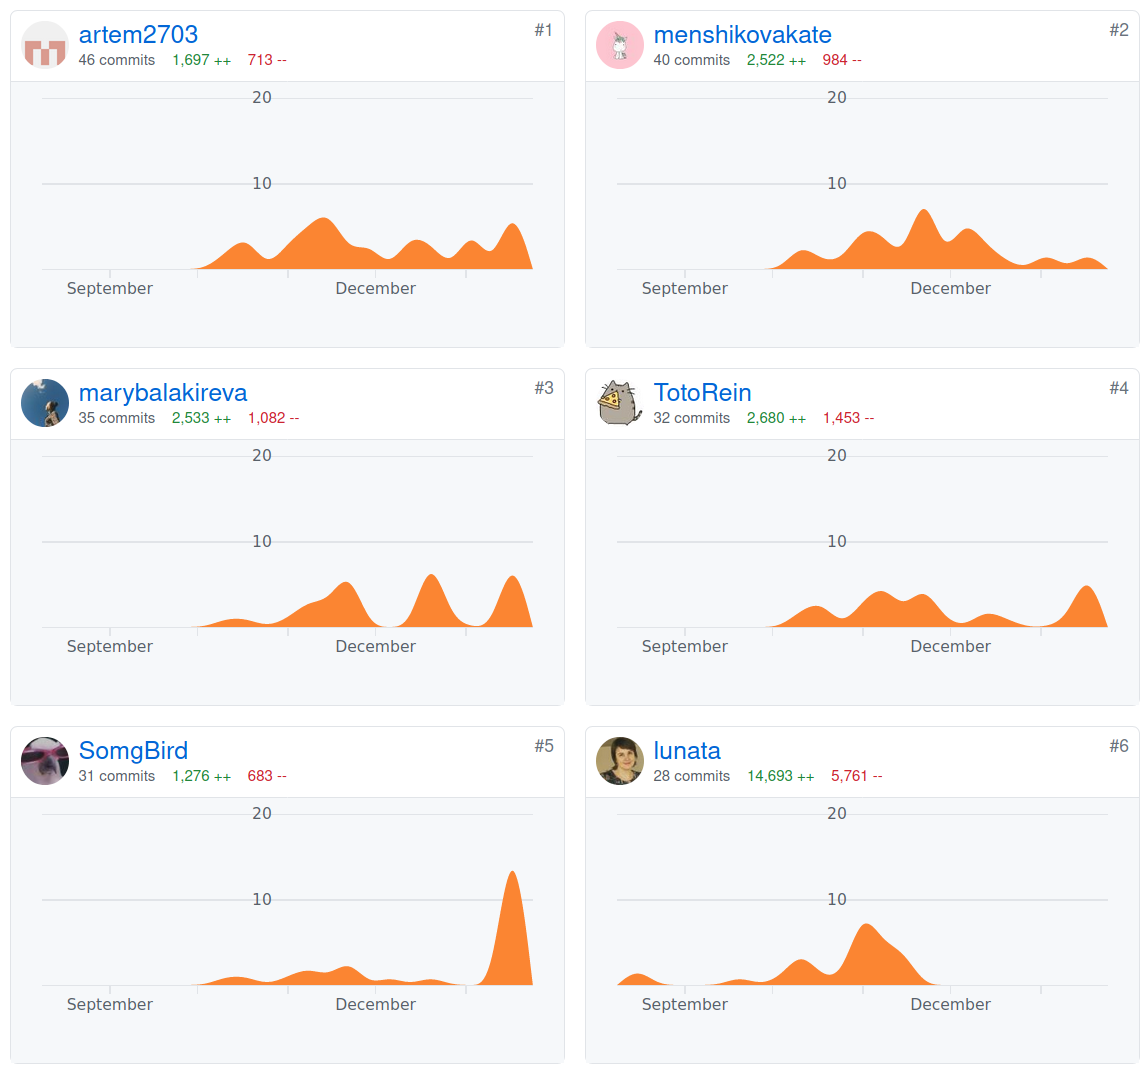 artem2703 #1
46 commits 1,697 ++ 713 --
20
10
September December
menshikovakate #2
40 commits 2,522 ++ 984 --
20
10
September December
marybalakireva #3
35 commits 2,533 ++ 1,082 --
20
10
September December
TotoRein #4
32 commits 2,680 ++ 1,453 --
20
10
September December
SomgBird #5
31 commits 1,276 ++ 683 --
20
10
September December
lunata #6
28 commits 14,693 ++ 5,761 --
20
10
September December